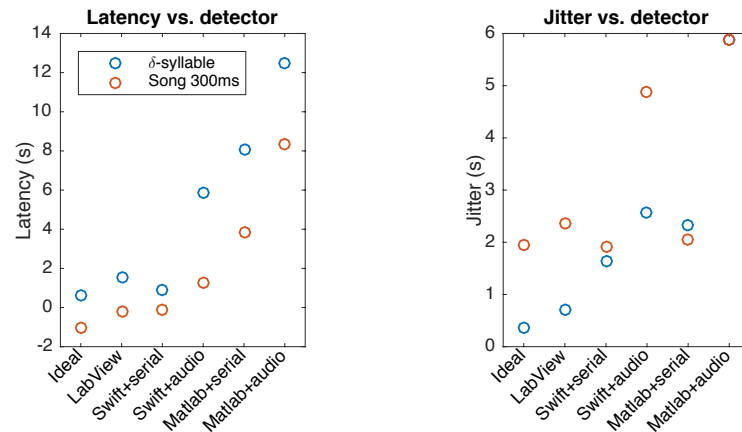 Latency vs. detector
14
12
10
8
6
4
2
0
-2
Latency (s)
δ-syllable
Song 300ms
Ideal
LabView
Swift+serial
Swift+audio
Matlab+serial
Matlab+audio
Jitter vs. detector
6
5
4
3
2
1
0
Jitter (s)
Ideal
LabView
Swift+serial
Swift+audio
Matlab+serial
Matlab+audio